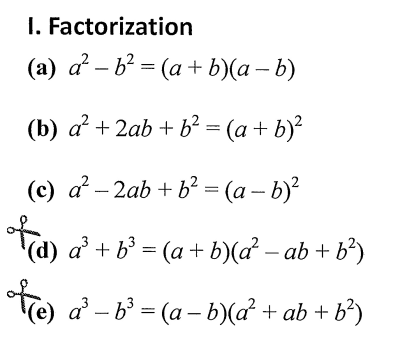 I. Factorization
(a) a² – b² = (a + b)(a – b)
(b) a² + 2ab + b² = (a + b)²
(c) a² – 2ab + b² = (a – b)²
(d) a³ + b³ = (a + b)(a² – ab + b²)
(e) a³ – b³ = (a – b)(a² + ab + b²)